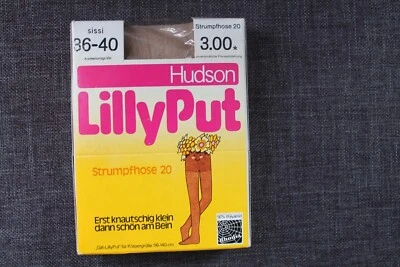 sissi
36-40
Strumpfhose 20
3.00*
Hudson
LillyPut
Strumpfhose 20
Erst knautschig klein
dann schön am Bein